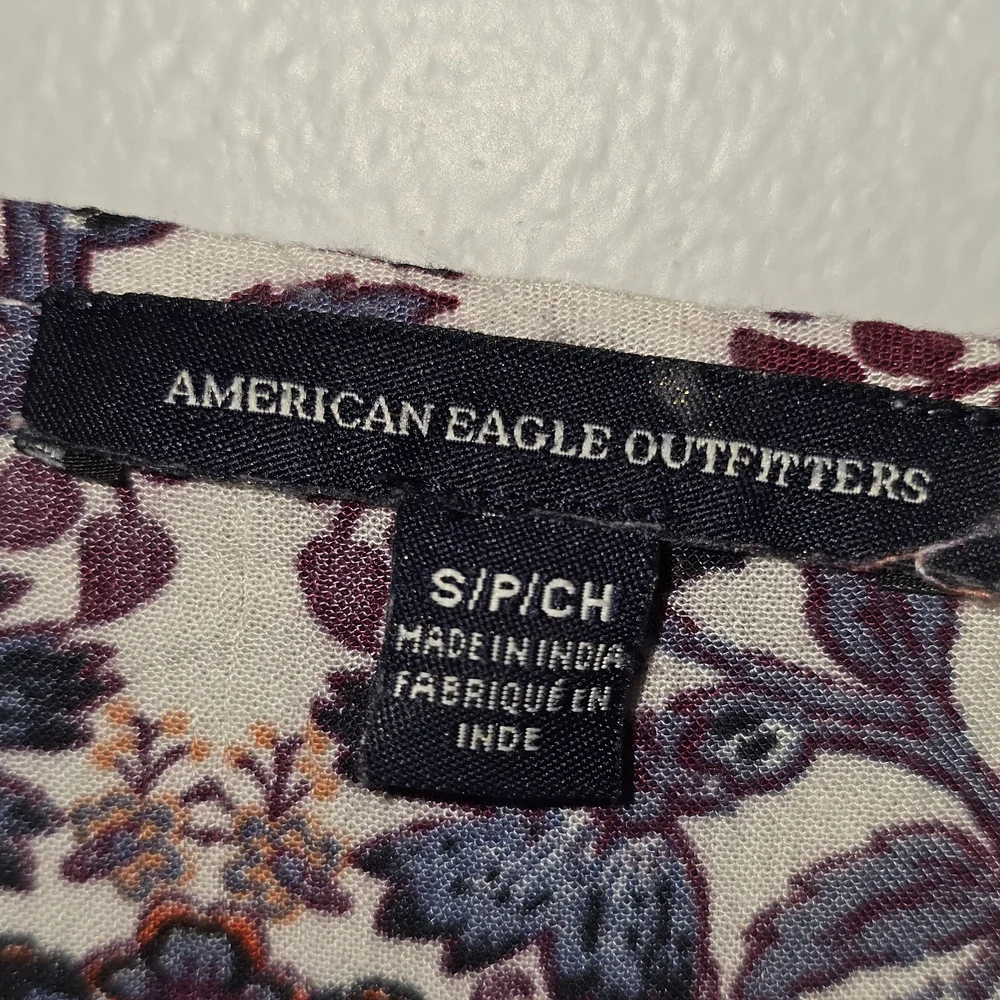 AMERICAN EAGLE OUTFITTERS
S/P/CH
MADE IN INDIA
FABRIQUÉ EN
INDE